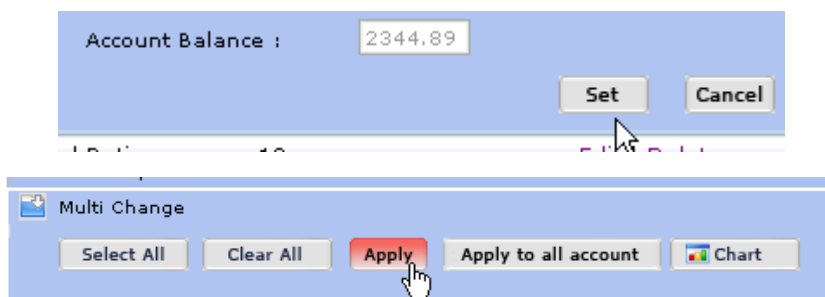 Account Balance : 2344.89
Set Cancel
Multi Change
Select All Clear All Apply Apply to all account Chart